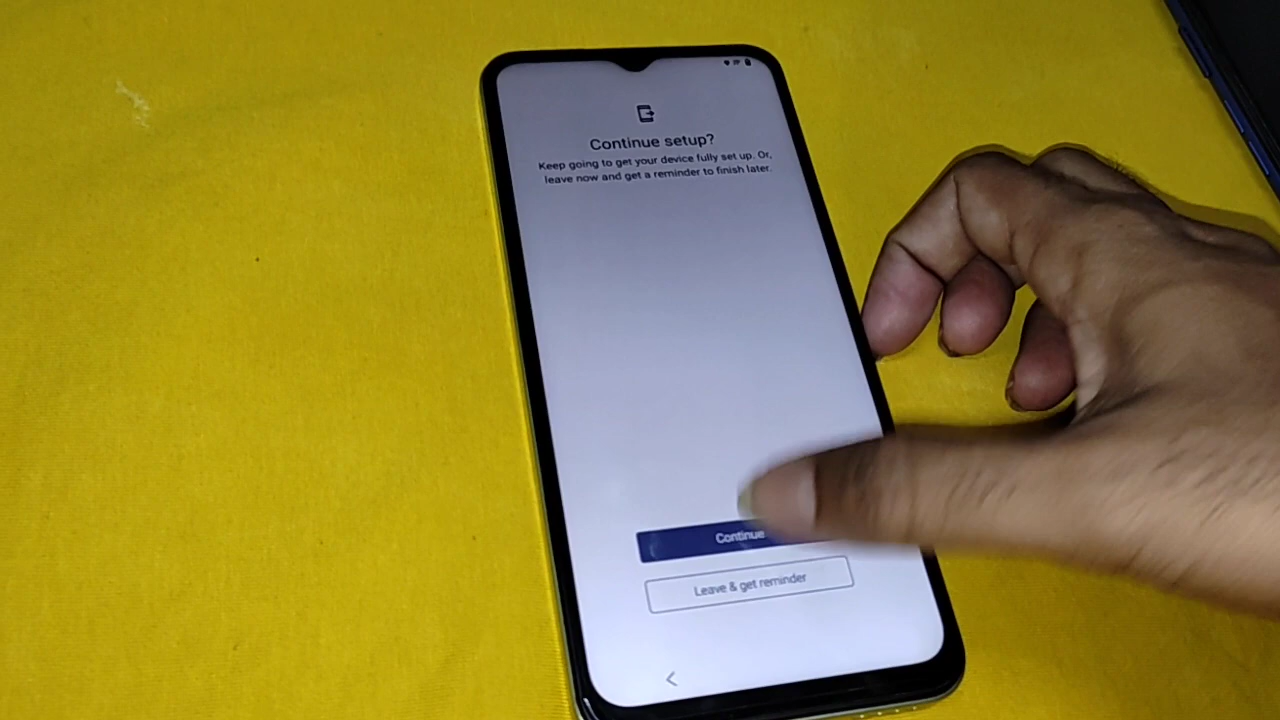 Continue setup?
Keep going to get your device fully set up. Or,
leave now and get a reminder to finish later.
Continue
Leave & get reminder